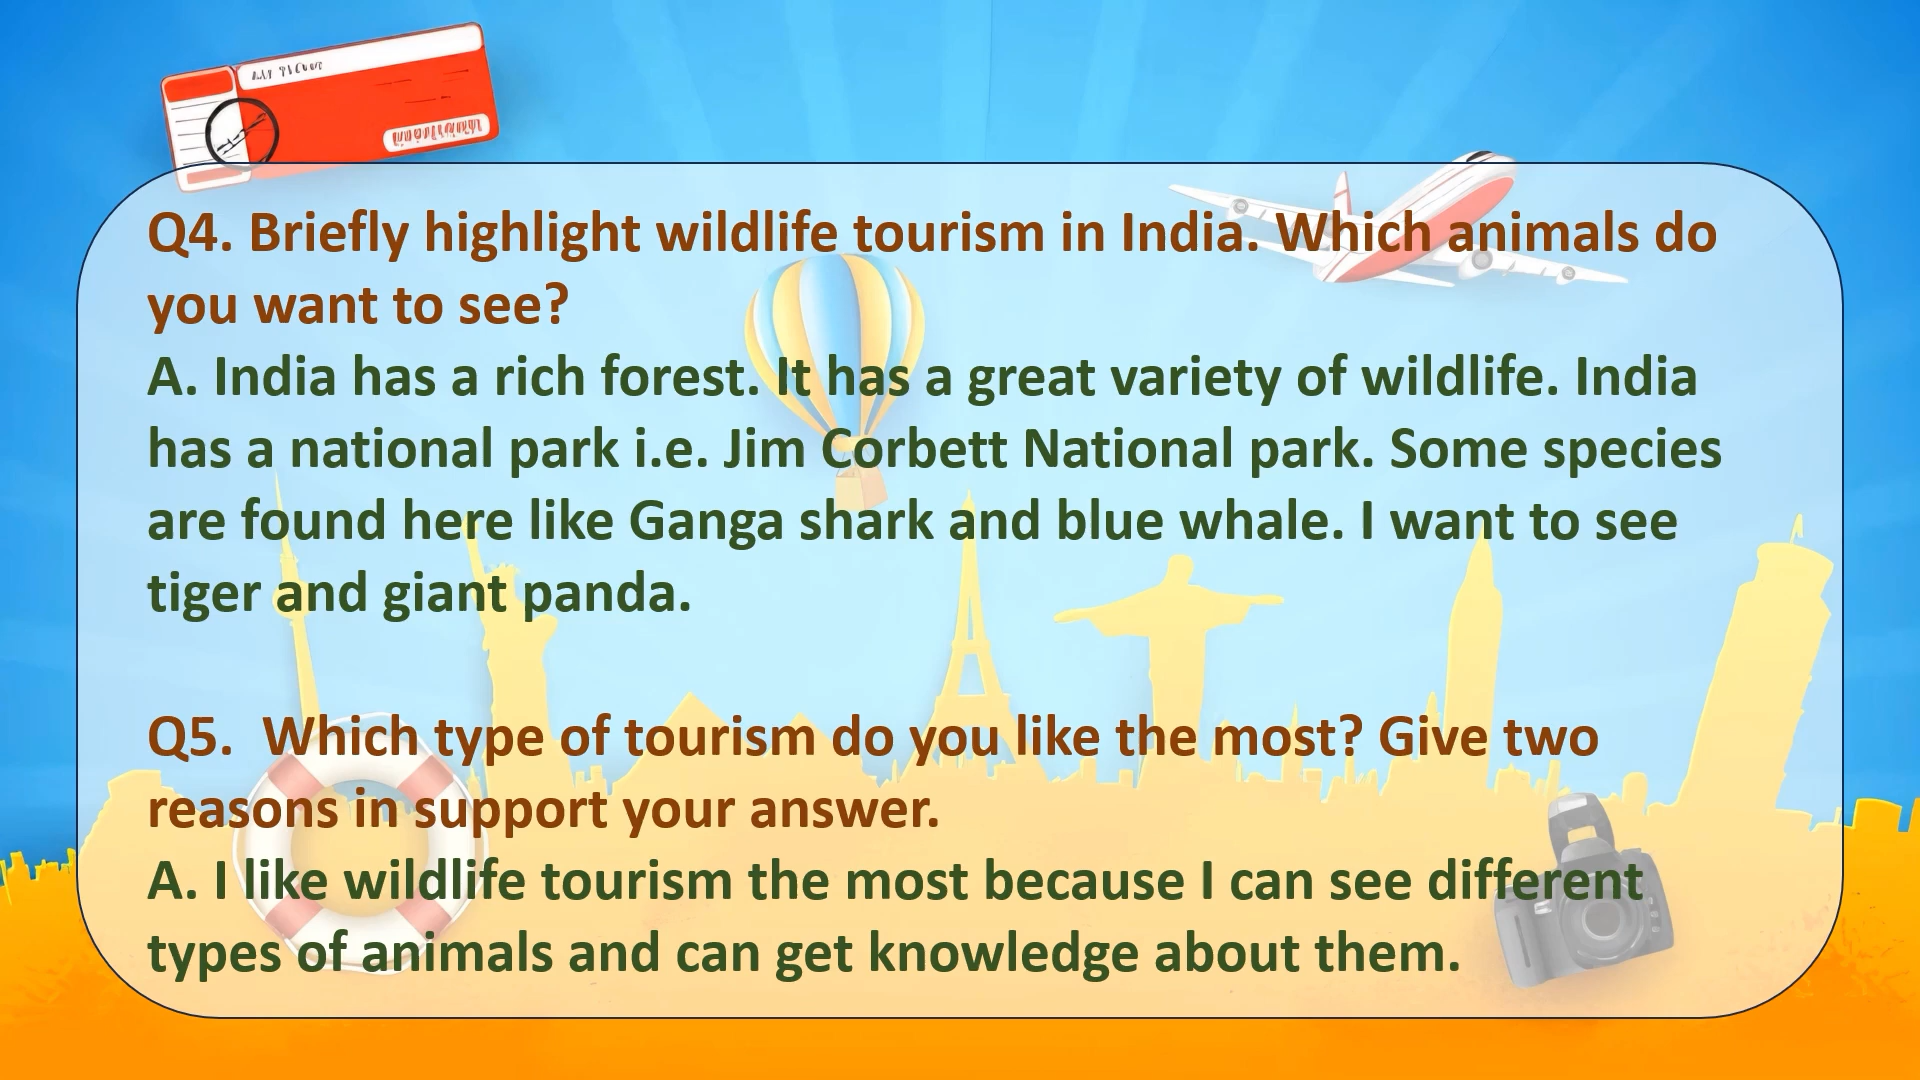 Q4. Briefly highlight wildlife tourism in India. Which animals do
you want to see?
A. India has a rich forest. It has a great variety of wildlife. India
has a national park i.e. Jim Corbett National park. Some species
are found here like Ganga shark and blue whale. I want to see
tiger and giant panda.
Q5.  Which type of tourism do you like the most? Give two
reasons in support your answer.
A. I like wildlife tourism the most because I can see different
types of animals and can get knowledge about them.